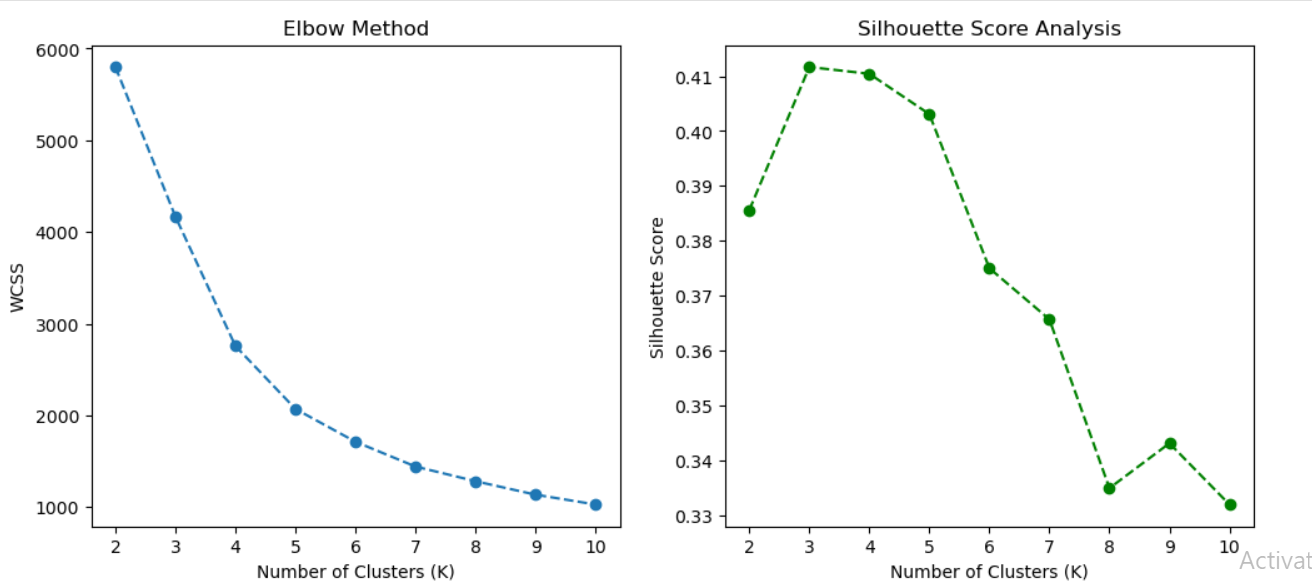 Elbow Method
6000
5000
4000
3000
2000
1000
WCSS
2 3 4 5 6 7 8 9 10
Number of Clusters (K)
Silhouette Score Analysis
0.41
0.40
0.39
0.38
0.37
0.36
0.35
0.34
0.33
Silhouette Score
2 3 4 5 6 7 8 9 10
Number of Clusters (K)
Activat